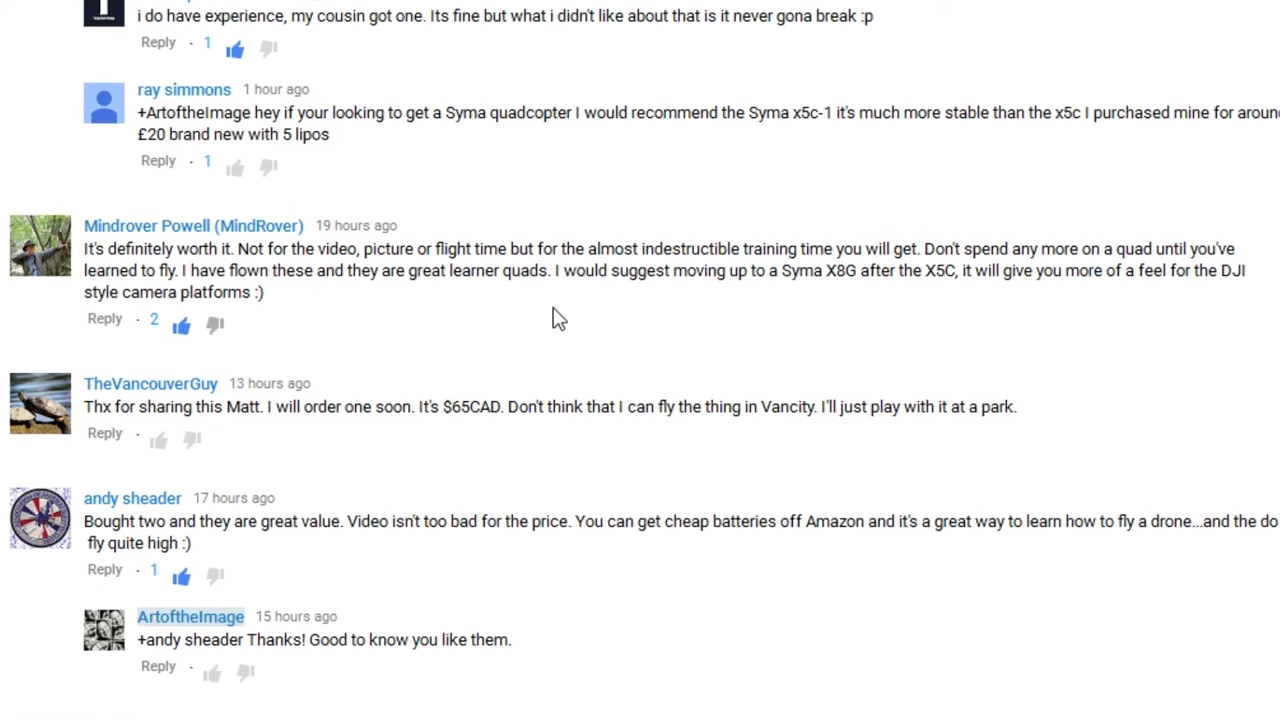 i do have experience, my cousin got one. Its fine but what i didn't like about that is it never gona break :p
Reply · 1
ray simmons 1 hour ago
+ArtoftheImage hey if your looking to get a Syma quadcopter I would recommend the Syma x5c-1 it's much more stable than the x5c I purchased mine for aroun
£20 brand new with 5 lipos
Reply · 1
Mindrover Powell (MindRover) 19 hours ago
It's definitely worth it. Not for the video, picture or flight time but for the almost indestructible training time you will get. Don't spend any more on a quad until you've
learned to fly. I have flown these and they are great learner quads. I would suggest moving up to a Syma X8G after the X5C, it will give you more of a feel for the DJI
style camera platforms :)
Reply · 2
TheVancouverGuy 13 hours ago
Thx for sharing this Matt. I will order one soon. It's $65CAD. Don't think that I can fly the thing in Vancity. I'll just play with it at a park.
Reply ·
andy sheader 17 hours ago
Bought two and they are great value. Video isn't too bad for the price. You can get cheap batteries off Amazon and it's a great way to learn how to fly a drone...and the do
fly quite high :)
Reply · 1
ArtoftheImage 15 hours ago
+andy sheader Thanks! Good to know you like them.
Reply ·